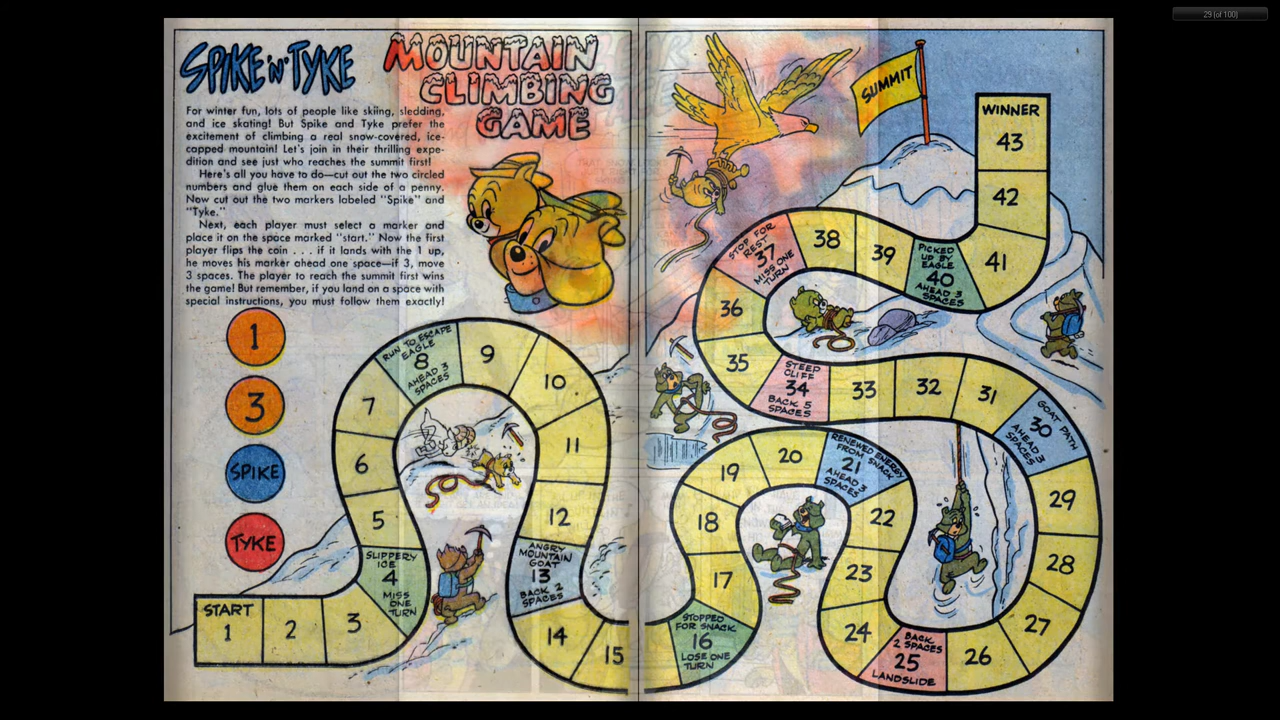 29 (of 100)
SPIKE 'N' TYKE
MOUNTAIN
CLIMBING
GAME
For winter fun, lots of people like skiing, sledding,
and ice skating! But Spike and Tyke prefer the
excitement of climbing a real snow-covered, ice-
capped mountain! Let's join in their thrilling expe-
dition and see just who reaches the summit first!
Here's all you have to do—cut out the two circled
numbers and glue them on each side of a penny.
Now cut out the two markers labeled "Spike" and
"Tyke."
Next, each player must select a marker and
place it on the space marked "start." Now the first
player flips the coin . . . if it lands with the 1 up,
he moves his marker ahead one space—if 3, move
3 spaces. The player to reach the summit first wins
the game! But remember, if you land on a space with
special instructions, you must follow them exactly!
1
3
SPIKE
TYKE
START
1
2
3
SLIPPERY
ICE
4
MISS
ONE
TURN
5
6
7
RUN TO ESCAPE
EAGLE
8
AHEAD 3
SPACES
9
10
11
12
ANGRY
MOUNTAIN
GOAT
13
BACK 2
SPACES
14
15
STOPPED
FOR SNACK
16
LOSE ONE
TURN
17
18
19
20
RENEWED ENERGY
FROM SNACK
21
AHEAD 3
SPACES
22
23
24
BACK
2 SPACES
25
LANDSLIDE
26
27
28
29
GOAT PATH
30
AHEAD 3
SPACES
31
32
33
STEEP
CLIFF
34
BACK 5
SPACES
35
36
STOP FOR
REST
37
MISS ONE
TURN
38
39
PICKED
UP BY
EAGLE
40
AHEAD 3
SPACES
41
42
WINNER
43
SUMMIT